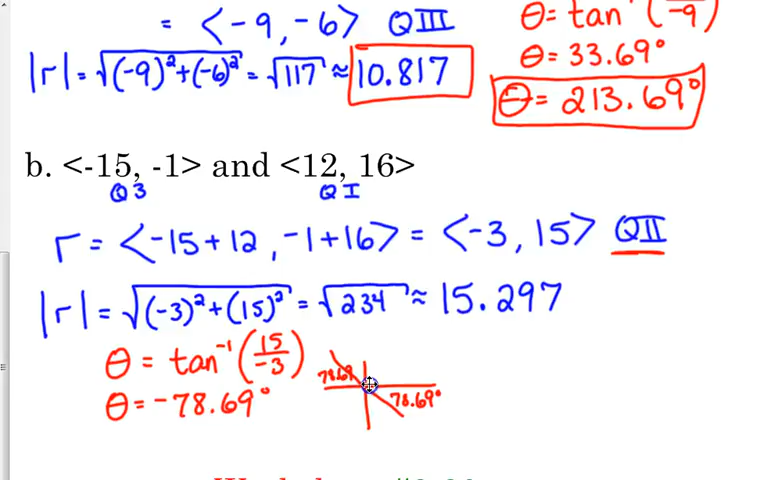 = <-9, -6> QIII
θ = tan⁻¹(/-9)
|r| = √(-9)²+(-6)² = √117 ≈ 10.817
θ = 33.69°
θ = 213.69°
b. <-15, -1> and <12, 16>
Q3 QI
r = <-15+12, -1+16> = <-3, 15> QII
|r| = √(-3)²+(15)² = √234 ≈ 15.297
θ = tan⁻¹(15/-3)
78.69
θ = -78.69°
78.69°